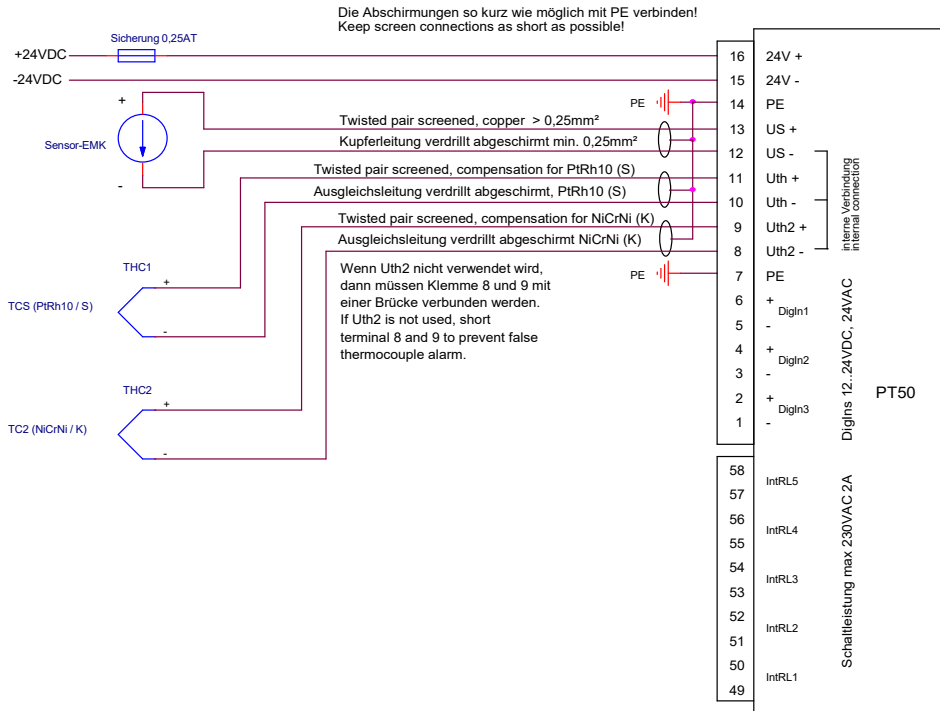 Die Abschirmungen so kurz wie möglich mit PE verbinden!
Keep screen connections as short as possible!
Sicherung 0,25AT
+24VDC
-24VDC
16 24V +
15 24V -
PE
14 PE
+
Sensor-EMK
-
Twisted pair screened, copper > 0,25mm²
13 US +
Kupferleitung verdrillt abgeschirmt min. 0,25mm²
12 US -
Twisted pair screened, compensation for PtRh10 (S)
11 Uth +
Ausgleichsleitung verdrillt abgeschirmt, PtRh10 (S)
10 Uth -
Twisted pair screened, compensation for NiCrNi (K)
9 Uth2 +
Ausgleichsleitung verdrillt abgeschirmt NiCrNi (K)
8 Uth2 -
interne Verbindung
internal connection
PE
7 PE
Wenn Uth2 nicht verwendet wird,
dann müssen Klemme 8 und 9 mit
einer Brücke verbunden werden.
If Uth2 is not used, short
terminal 8 and 9 to prevent false
thermocouple alarm.
THC1
+
TCS (PtRh10 / S)
-
THC2
+
TC2 (NiCrNi / K)
-
6 +
DigIn1
5 -
4 +
DigIn2
3 -
2 +
DigIn3
1 -
DigIns 12..24VDC, 24VAC
PT50
58
IntRL5
57
56
IntRL4
55
54
IntRL3
53
52
IntRL2
51
50
IntRL1
49
Schaltleistung max 230VAC 2A